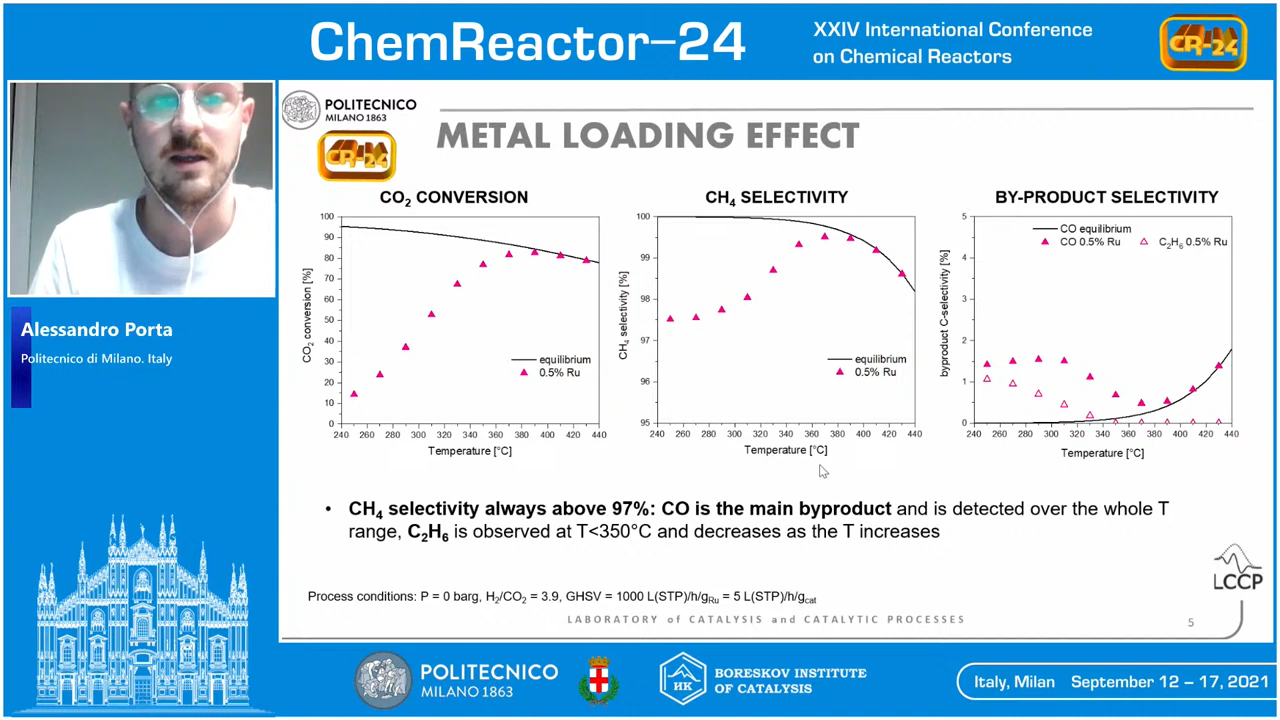 ChemReactor–24
XXIV International Conference
on Chemical Reactors
CR-24
POLITECNICO
MILANO 1863
CR-24
METAL LOADING EFFECT
CO2 CONVERSION
100
90
80
70
60
50
40
30
20
10
0
CO2 conversion [%]
equilibrium
0.5% Ru
240 260 280 300 320 340 360 380 400 420 440
Temperature [°C]
CH4 SELECTIVITY
100
99
98
97
96
95
CH4 selectivity [%]
equilibrium
0.5% Ru
240 260 280 300 320 340 360 380 400 420 440
Temperature [°C]
BY-PRODUCT SELECTIVITY
5
4
3
2
1
0
byproduct C-selectivity [%]
CO equilibrium
CO 0.5% Ru C2H6 0.5% Ru
240 260 280 300 320 340 360 380 400 420 440
Temperature [°C]
Alessandro Porta
Politecnico di Milano. Italy
• CH4 selectivity always above 97%: CO is the main byproduct and is detected over the whole T
range, C2H6 is observed at T<350°C and decreases as the T increases
LCCP
Process conditions: P = 0 barg, H2/CO2 = 3.9, GHSV = 1000 L(STP)/h/gRu = 5 L(STP)/h/gcat
LABORATORY of CATALYSIS and CATALYTIC PROCESSES
5
POLITECNICO
MILANO 1863
НК
BORESKOV INSTITUTE
OF CATALYSIS
Italy, Milan September 12 – 17, 2021